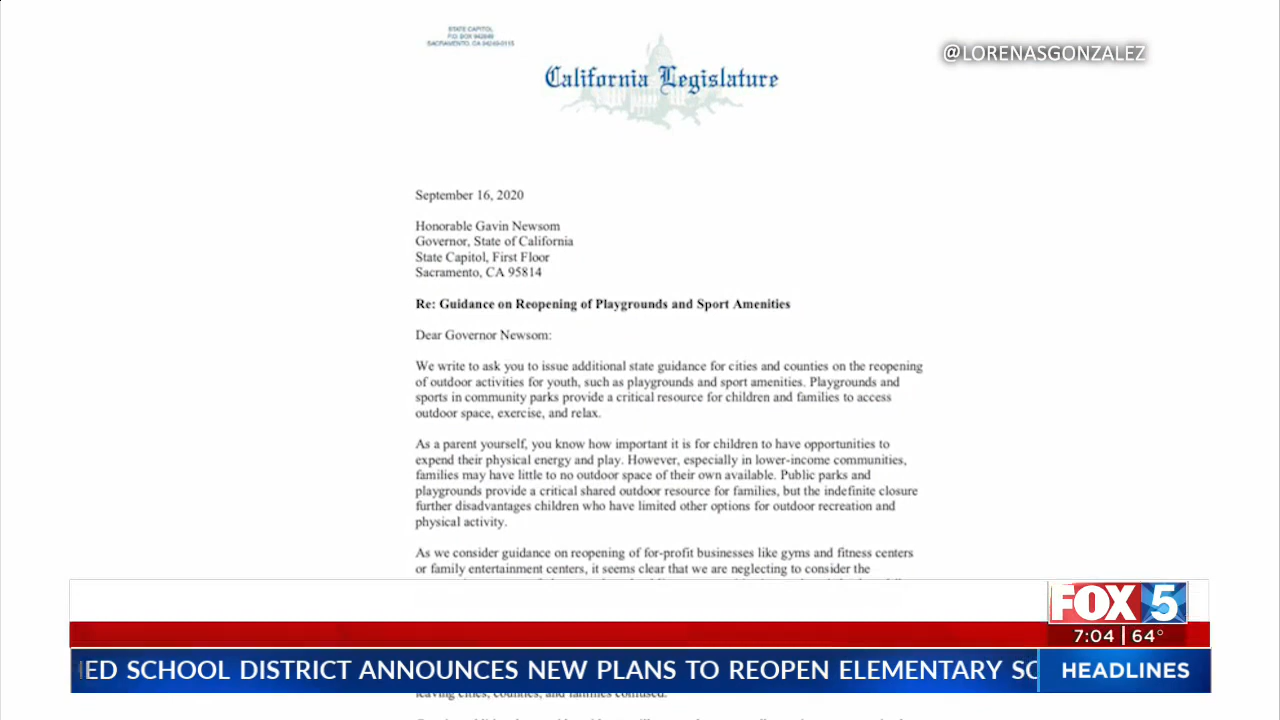 STATE CAPITOL
P.O. BOX 942849
SACRAMENTO, CA 94249-0115
@LORENASGONZALEZ
California Legislature
September 16, 2020
Honorable Gavin Newsom
Governor, State of California
State Capitol, First Floor
Sacramento, CA 95814
Re: Guidance on Reopening of Playgrounds and Sport Amenities
Dear Governor Newsom:
We write to ask you to issue additional state guidance for cities and counties on the reopening
of outdoor activities for youth, such as playgrounds and sport amenities. Playgrounds and
sports in community parks provide a critical resource for children and families to access
outdoor space, exercise, and relax.
As a parent yourself, you know how important it is for children to have opportunities to
expend their physical energy and play. However, especially in lower-income communities,
families may have little to no outdoor space of their own available. Public parks and
playgrounds provide a critical shared outdoor resource for families, but the indefinite closure
further disadvantages children who have limited other options for outdoor recreation and
physical activity.
As we consider guidance on reopening of for-profit businesses like gyms and fitness centers
or family entertainment centers, it seems clear that we are neglecting to consider the
FOX 5
7:04 | 64°
IED SCHOOL DISTRICT ANNOUNCES NEW PLANS TO REOPEN ELEMENTARY SC
HEADLINES
leaving cities, counties, and families confused.